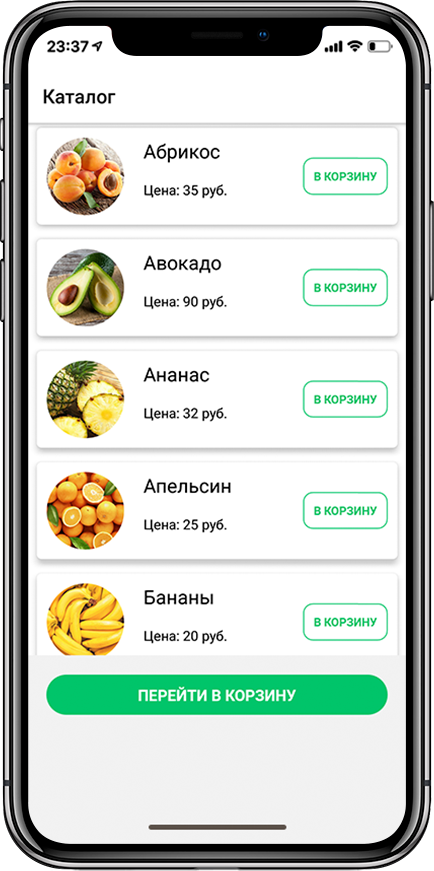 23:37
Каталог
Абрикос
Цена: 35 руб.
В КОРЗИНУ
Авокадо
Цена: 90 руб.
В КОРЗИНУ
Ананас
Цена: 32 руб.
В КОРЗИНУ
Апельсин
Цена: 25 руб.
В КОРЗИНУ
Бананы
Цена: 20 руб.
В КОРЗИНУ
ПЕРЕЙТИ В КОРЗИНУ